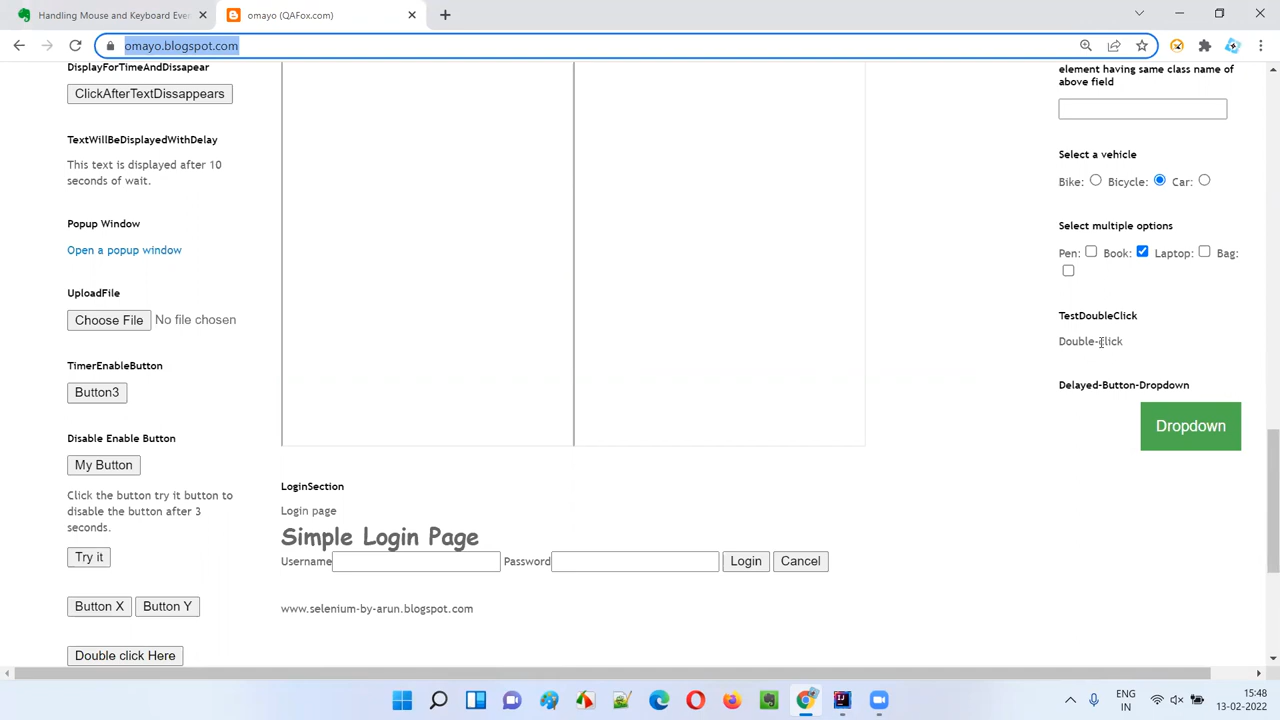 Handling Mouse and Keyboard Ever
omayo (QAFox.com)
omayo.blogspot.com
DisplayForTimeAndDissapear
ClickAfterTextDissappears
TextWillBeDisplayedWithDelay
This text is displayed after 10
seconds of wait.
Popup Window
Open a popup window
UploadFile
Choose File No file chosen
TimerEnableButton
Button3
Disable Enable Button
My Button
Click the button try it button to
disable the button after 3
seconds.
Try it
Button X Button Y
Double click Here
LoginSection
Login page
Simple Login Page
Username Password Login Cancel
www.selenium-by-arun.blogspot.com
element having same class name of
above field
Select a vehicle
Bike: Bicycle: Car:
Select multiple options
Pen: Book: Laptop: Bag:
TestDoubleClick
Double-click
Delayed-Button-Dropdown
Dropdown
ENG
IN
15:48
13-02-2022